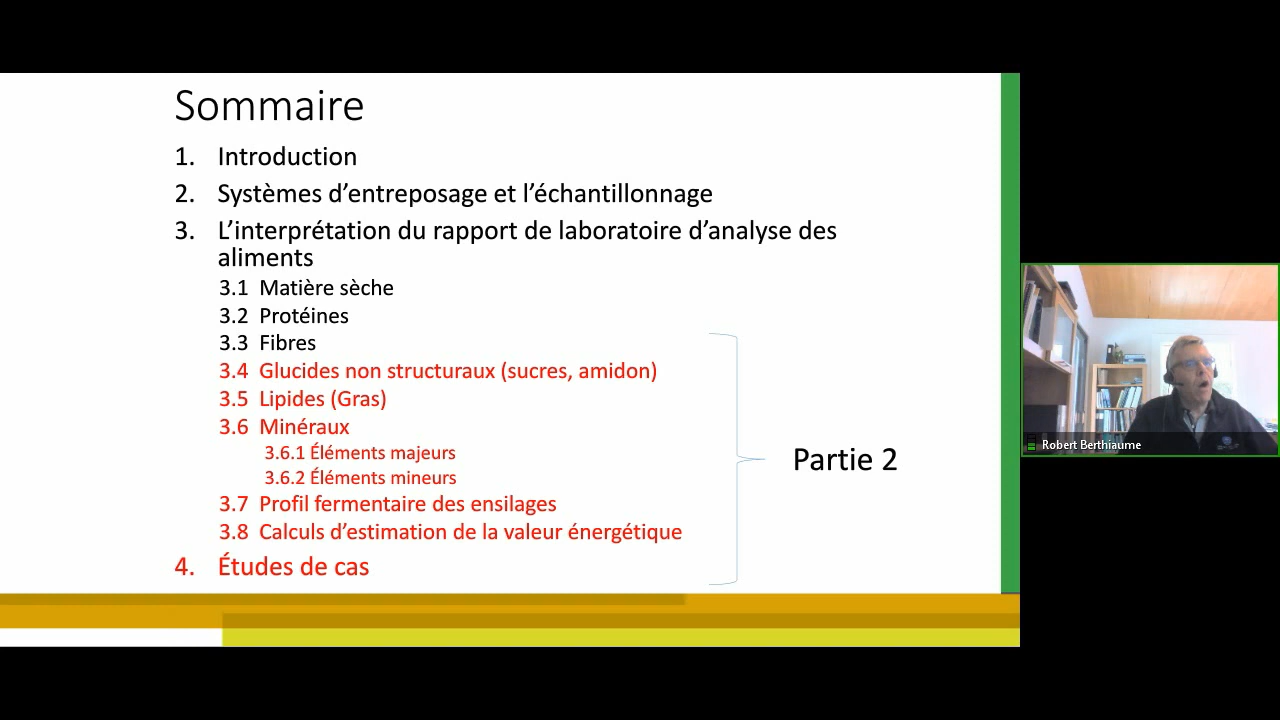 Sommaire
1. Introduction
2. Systèmes d’entreposage et l’échantillonnage
3. L’interprétation du rapport de laboratoire d’analyse des
aliments
3.1 Matière sèche
3.2 Protéines
3.3 Fibres
3.4 Glucides non structuraux (sucres, amidon)
3.5 Lipides (Gras)
3.6 Minéraux
3.6.1 Éléments majeurs
3.6.2 Éléments mineurs
3.7 Profil fermentaire des ensilages
3.8 Calculs d’estimation de la valeur énergétique
4. Études de cas
Partie 2
Robert Berthiaume